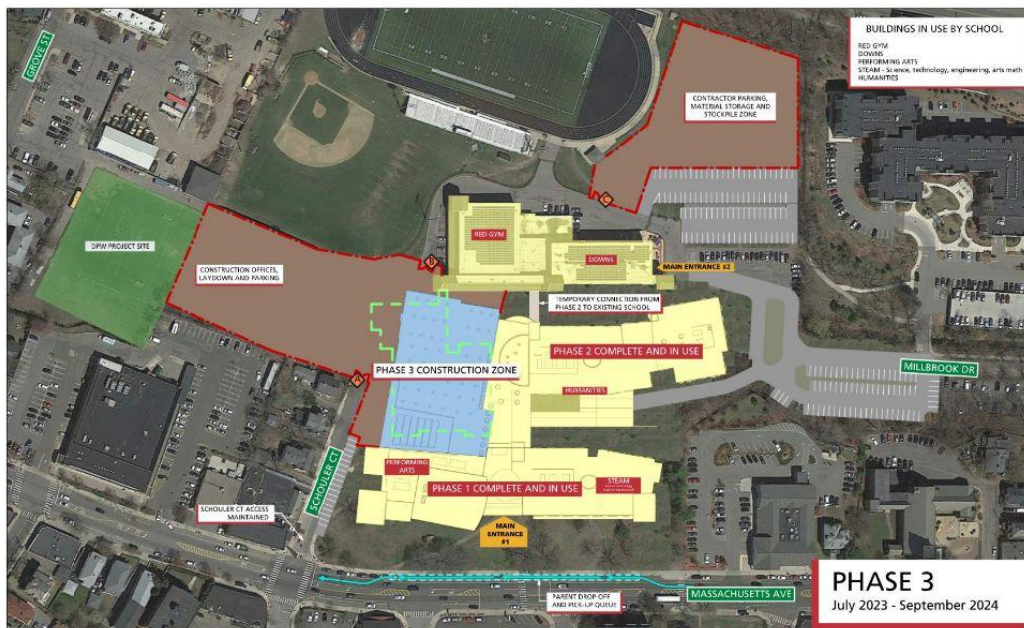 GROVE ST
BUILDINGS IN USE BY SCHOOL
RED GYM
DOWNS
PERFORMING ARTS
STEAM - Science, technology, engineering, arts math
HUMANITIES
CONTRACTOR PARKING,
MATERIAL STORAGE AND
STOCKPILE ZONE
C
DPW PROJECT SITE
RED GYM
DOWNS
B
MAIN ENTRANCE #2
CONSTRUCTION OFFICES,
LAYDOWN AND PARKING
TEMPORARY CONNECTION FROM
PHASE 2 TO EXISTING SCHOOL
PHASE 2 COMPLETE AND IN USE
PHASE 3 CONSTRUCTION ZONE
MILLBROOK DR
A
HUMANITIES
PERFORMING
ARTS
STEAM
PHASE 1 COMPLETE AND IN USE
SCHOULER CT
SCHOULER CT ACCESS
MAINTAINED
MAIN
ENTRANCE
#1
PARENT DROP OFF
AND PICK-UP QUEUE
MASSACHUSETTS AVE
PHASE 3
July 2023 - September 2024